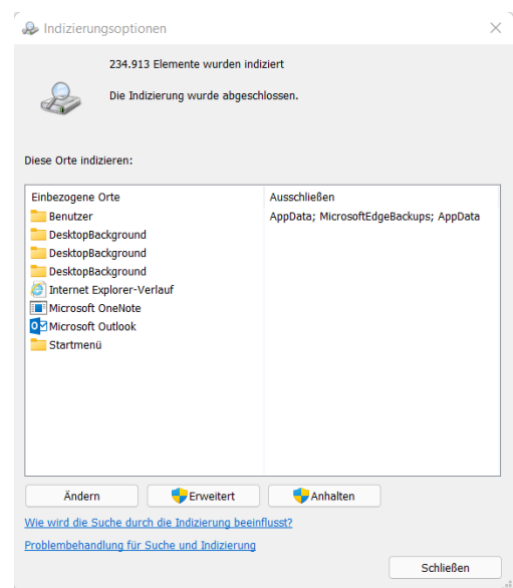 Indizierungsoptionen
234.913 Elemente wurden indiziert
Die Indizierung wurde abgeschlossen.
Diese Orte indizieren:
Einbezogene Orte Ausschließen
Benutzer AppData; MicrosoftEdgeBackups; AppData
DesktopBackground
DesktopBackground
DesktopBackground
Internet Explorer-Verlauf
Microsoft OneNote
Microsoft Outlook
Startmenü
Ändern Erweitert Anhalten
Wie wird die Suche durch die Indizierung beeinflusst?
Problembehandlung für Suche und Indizierung
Schließen